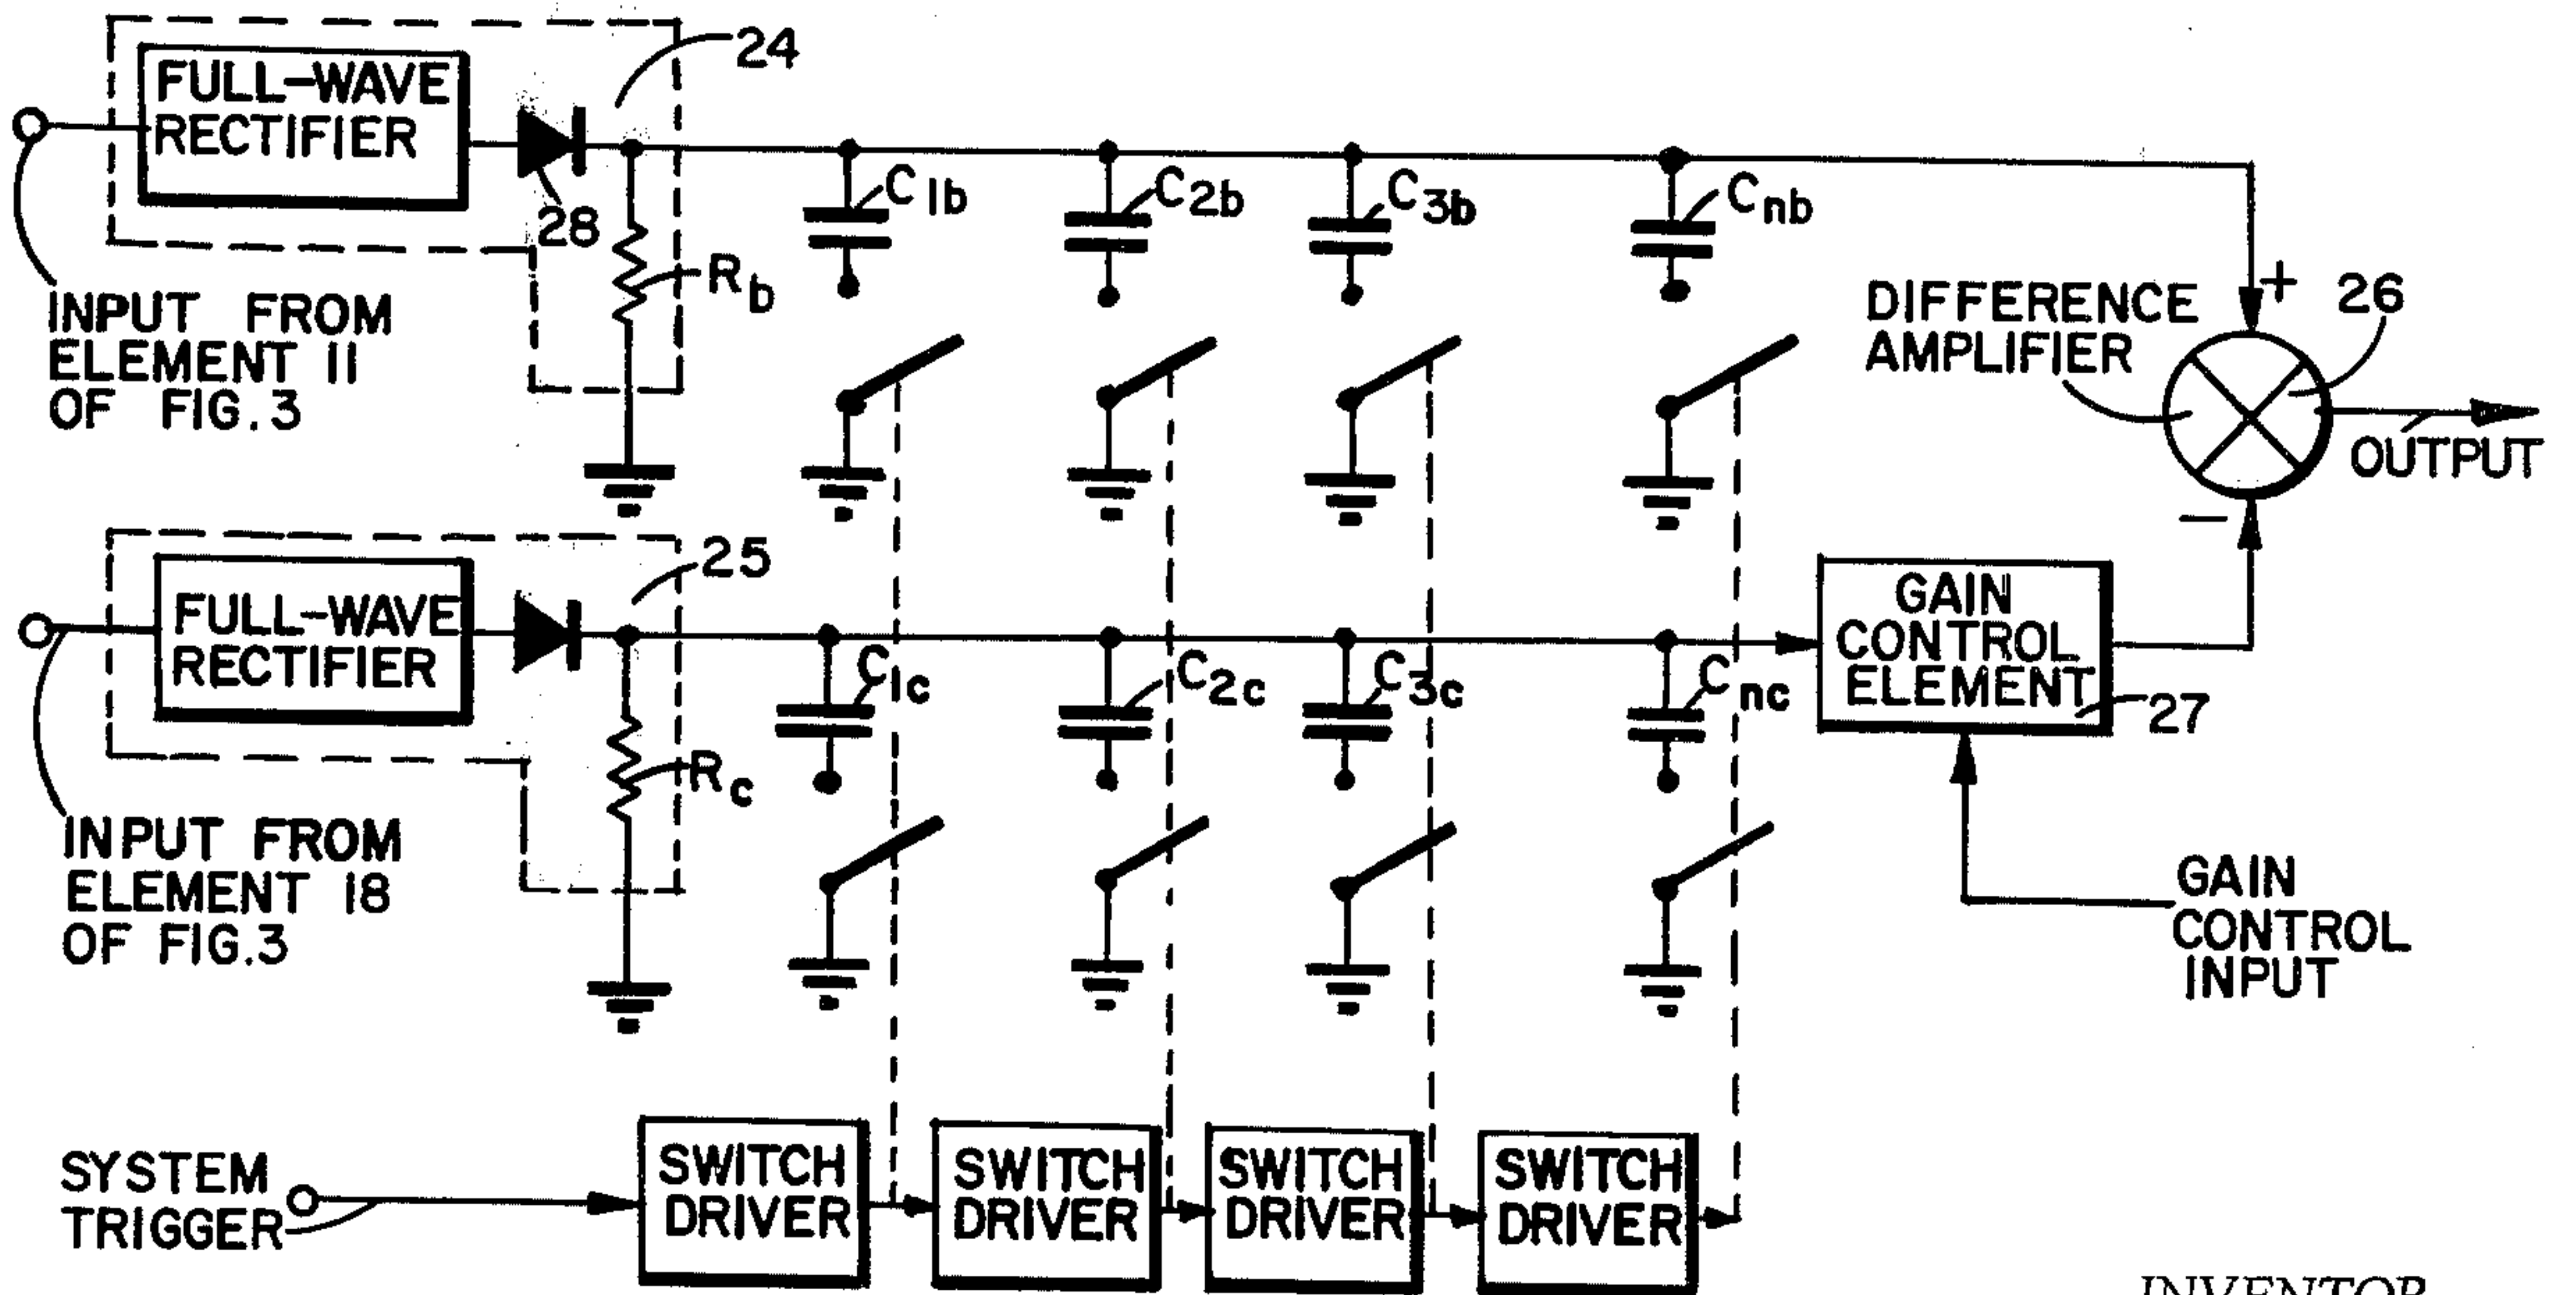 FULL-WAVE
RECTIFIER
24
28
INPUT FROM
ELEMENT 11
OF FIG.3
Rb
C1b
C2b
C3b
Cnb
DIFFERENCE
AMPLIFIER
+
26
OUTPUT
−
FULL-WAVE
RECTIFIER
25
INPUT FROM
ELEMENT 18
OF FIG.3
Rc
C1c
C2c
C3c
Cnc
GAIN
CONTROL
ELEMENT
27
GAIN
CONTROL
INPUT
SYSTEM
TRIGGER
SWITCH
DRIVER
SWITCH
DRIVER
SWITCH
DRIVER
SWITCH
DRIVER
INVENTOR